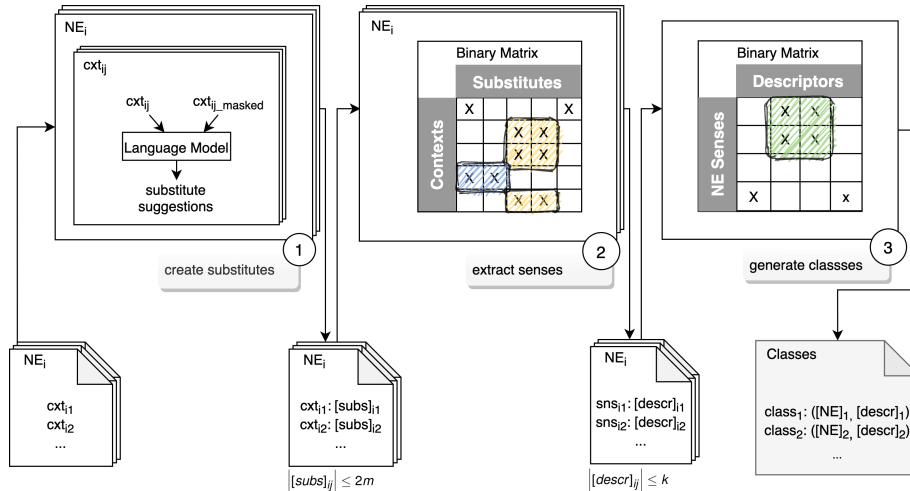 NEi
cxtij
cxtij
cxtij_masked
Language Model
substitute
suggestions
1
create substitutes
NEi
Binary Matrix
Substitutes
Contexts
X X
X X
X X
X X
X X
2
extract senses
Binary Matrix
Descriptors
NE Senses
X X
X X
X x
3
generate classses
NEi
cxti1
cxti2
...
NEi
cxti1: [subs]i1
cxti2: [subs]i2
...
|[subs]ij| ≤ 2m
NEi
snsi1: [descr]i1
snsi2: [descr]i2
...
|[descr]ij| ≤ k
Classes
class1: ([NE]1, [descr]1)
class2: ([NE]2, [descr]2)
...